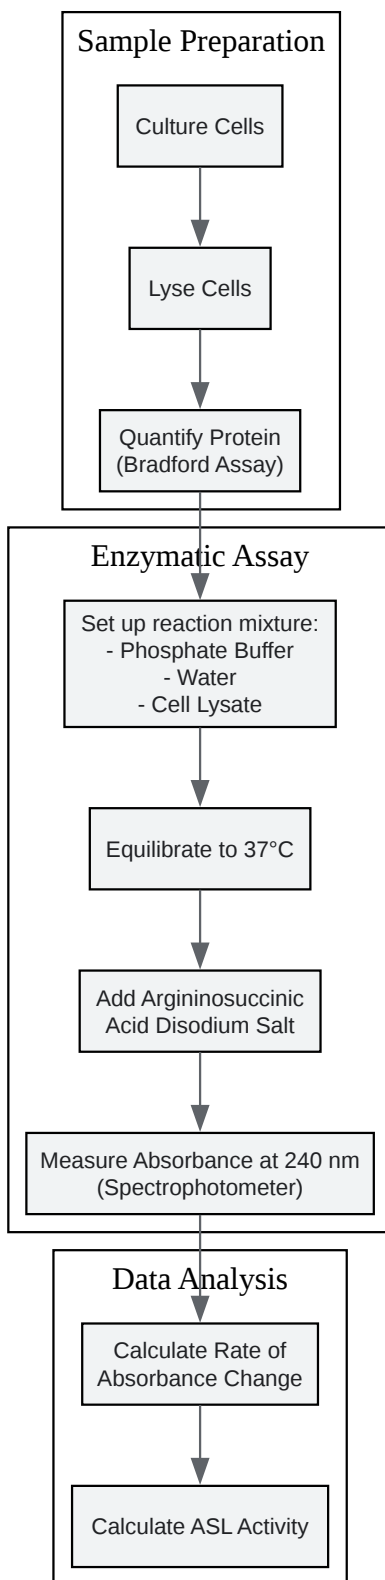 Sample Preparation
Culture Cells
Lyse Cells
Quantify Protein
(Bradford Assay)
Enzymatic Assay
Set up reaction mixture:
- Phosphate Buffer
- Water
- Cell Lysate
Equilibrate to 37°C
Add Argininosuccinic
Acid Disodium Salt
Measure Absorbance at 240 nm
(Spectrophotometer)
Data Analysis
Calculate Rate of
Absorbance Change
Calculate ASL Activity